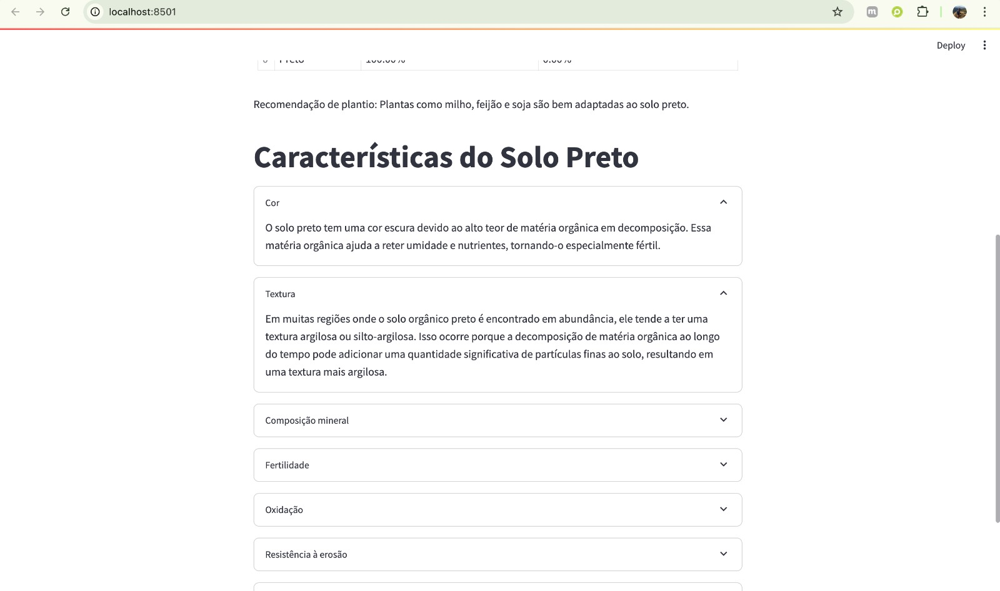 localhost:8501
Deploy
Preto 100.00% 0.00%
Recomendação de plantio: Plantas como milho, feijão e soja são bem adaptadas ao solo preto.
Características do Solo Preto
Cor
O solo preto tem uma cor escura devido ao alto teor de matéria orgânica em decomposição. Essa
matéria orgânica ajuda a reter umidade e nutrientes, tornando-o especialmente fértil.
Textura
Em muitas regiões onde o solo orgânico preto é encontrado em abundância, ele tende a ter uma
textura argilosa ou silto-argilosa. Isso ocorre porque a decomposição de matéria orgânica ao longo
do tempo pode adicionar uma quantidade significativa de partículas finas ao solo, resultando em
uma textura mais argilosa.
Composição mineral
Fertilidade
Oxidação
Resistência à erosão